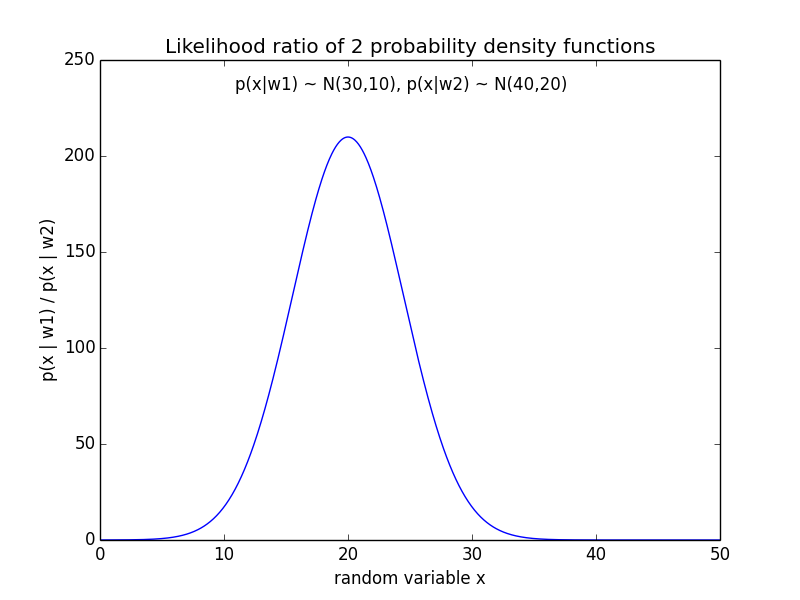 Likelihood ratio of 2 probability density functions
p(x|w1) ~ N(30,10), p(x|w2) ~ N(40,20)
p(x | w1) / p(x | w2)
250
200
150
100
50
0
0 10 20 30 40 50
random variable x